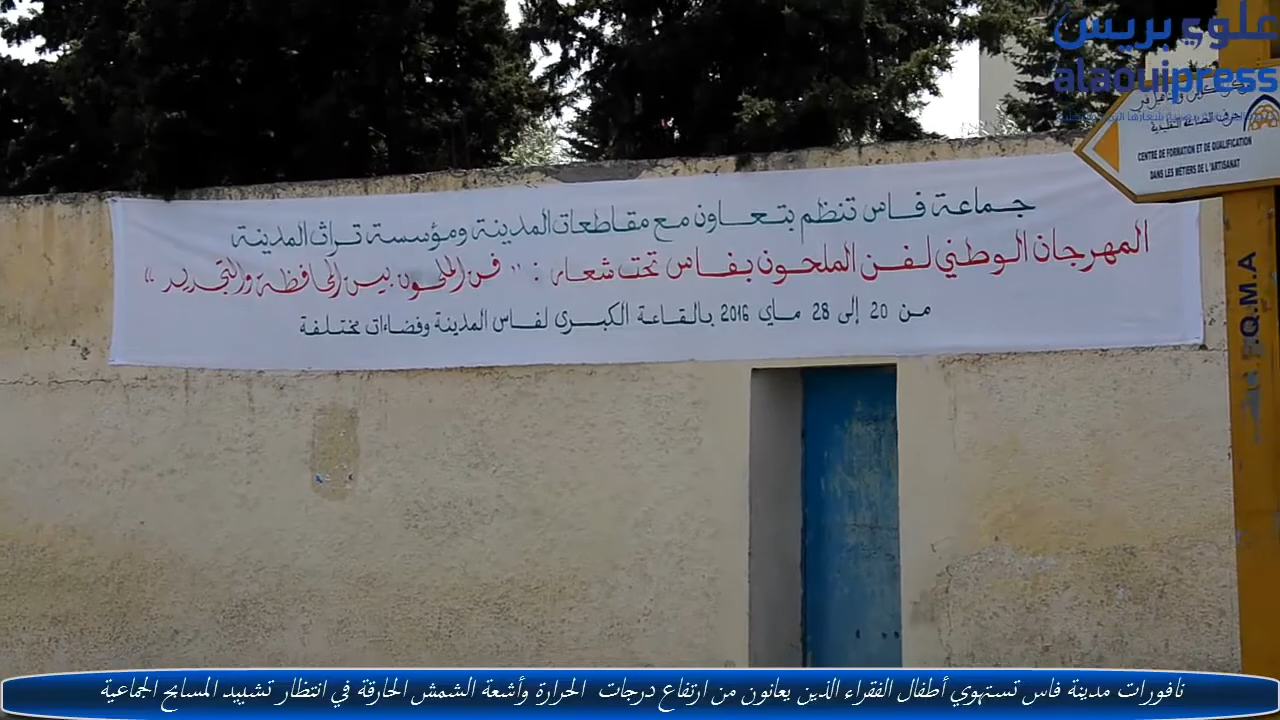 علوي بريس
alaouipress
CENTRE DE FORMATION ET DE QUALIFICATION
DANS LES METIERS DE L'ARTISANAT
جماعة فاس تنظم بتعاون مع مقاطعات المدينة ومؤسسة تراث المدينة
المهرجان الوطني لفن الملحون بفاس تحت شعار : " فن الملحون بين المحافظة والتجديد "
من 20 إلى 28 ماي 2016 بالقاعة الكبرى لفاس المدينة وفضاءات مختلفة
P.Q.M.A
نافورات مدينة فاس تستهوي أطفال الفقراء الذين يعانون من ارتفاع درجات الحرارة وأشعة الشمش الحارقة في انتظار تشييد المسابح الجماعية